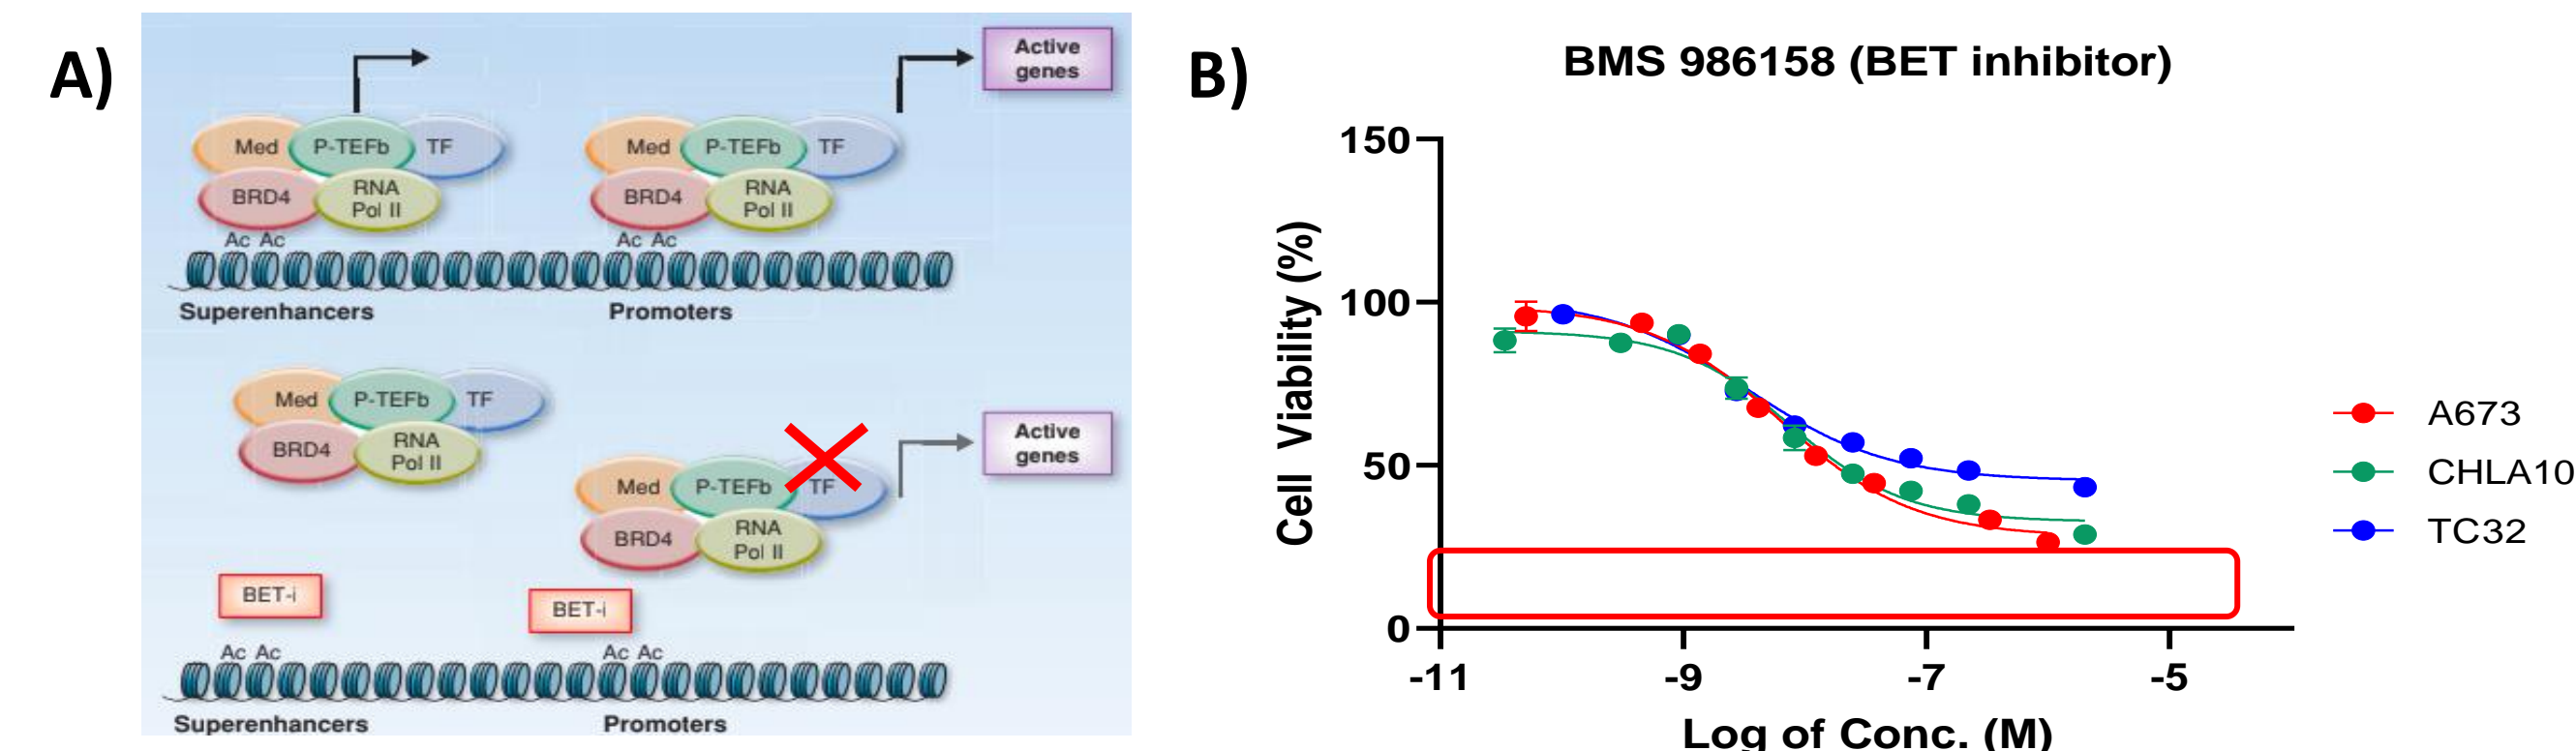 A)
Active
genes
Med
P-TEFb
TF
BRD4
RNA
Pol II
Ac Ac
Med
P-TEFb
TF
BRD4
RNA
Pol II
Ac Ac
Superenhancers
Promoters
Med
P-TEFb
TF
BRD4
RNA
Pol II
Active
genes
Med
P-TEFb
TF
BRD4
RNA
Pol II
BET-i
BET-i
Ac Ac
Ac Ac
Superenhancers
Promoters
B)
BMS 986158 (BET inhibitor)
150
100
50
0
Cell Viability (%)
-11
-9
-7
-5
Log of Conc. (M)
A673
CHLA10
TC32